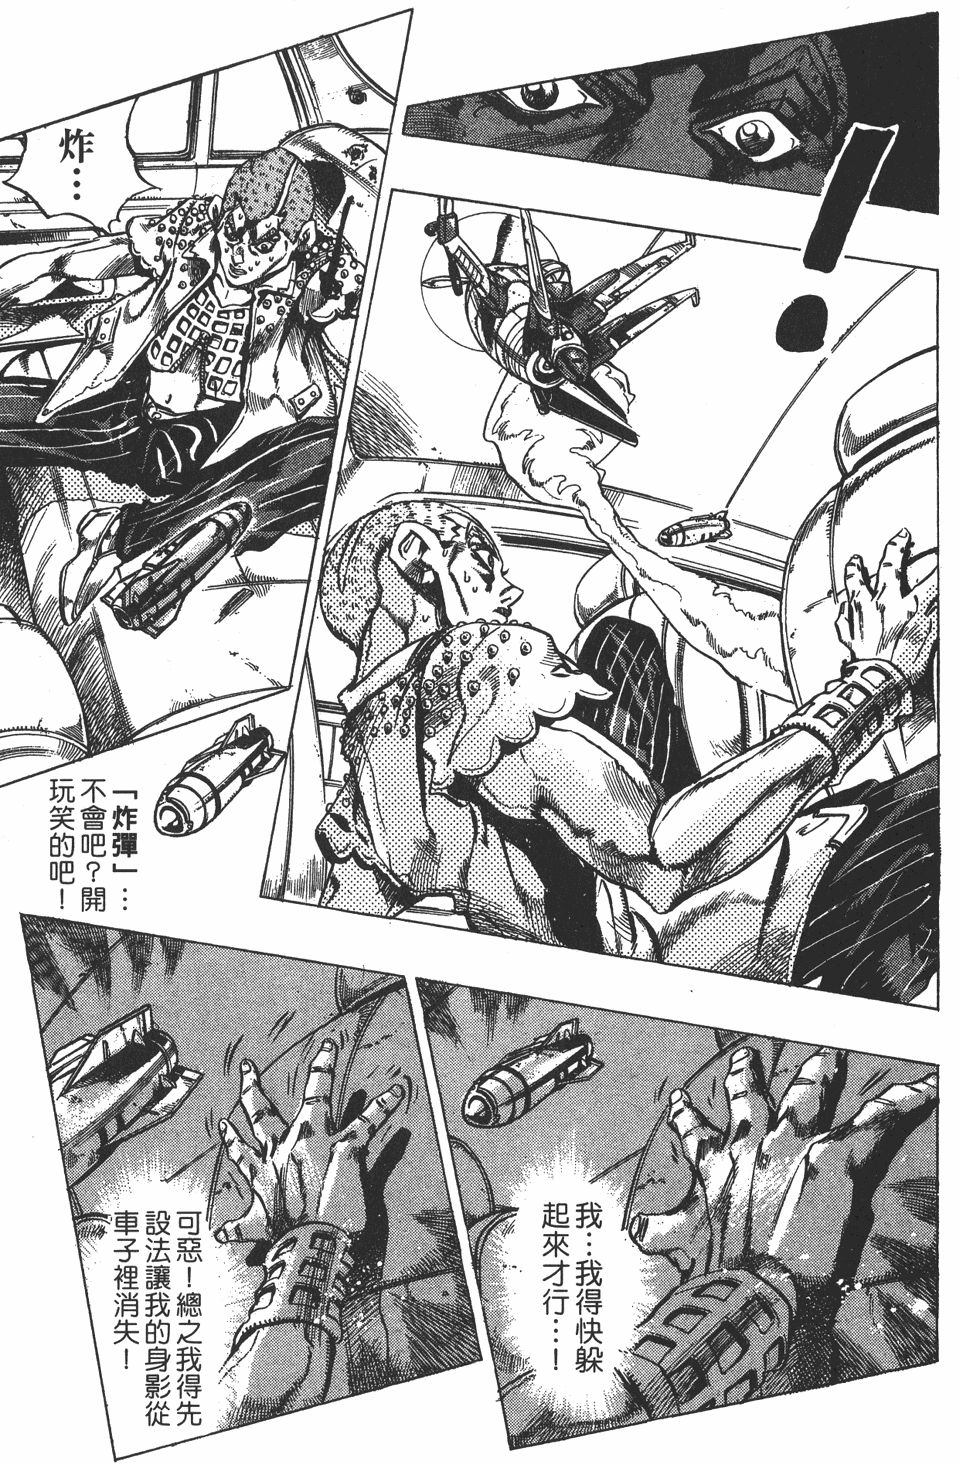 ！
炸…
「炸彈」…
不會吧？開
玩笑的吧！
我…我得快躲
起來才行…！
可惡！總之我得先
設法讓我的身影從
車子裡消失！